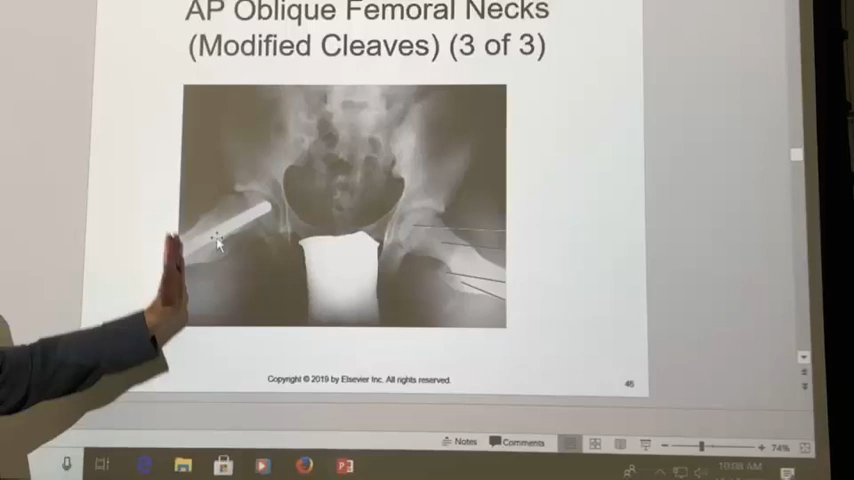 AP Oblique Femoral Necks
(Modified Cleaves) (3 of 3)
Copyright © 2019 by Elsevier Inc. All rights reserved.
46
Notes
Comments
74%
10:08 AM